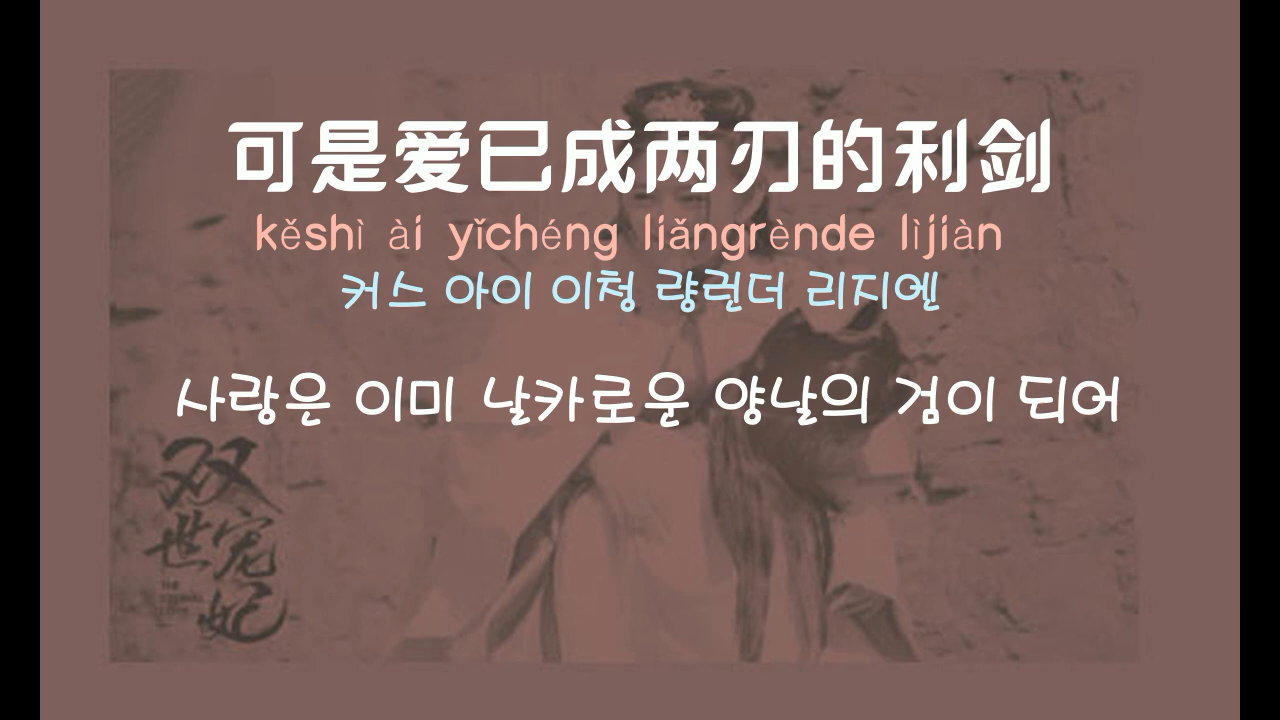 可是爱已成两刃的利剑
kěshì ài yǐchéng liǎngrènde lìjiàn
커스 아이 이청 량런더 리지엔
사랑은 이미 날카로운 양날의 검이 되어
双
世宠
妃